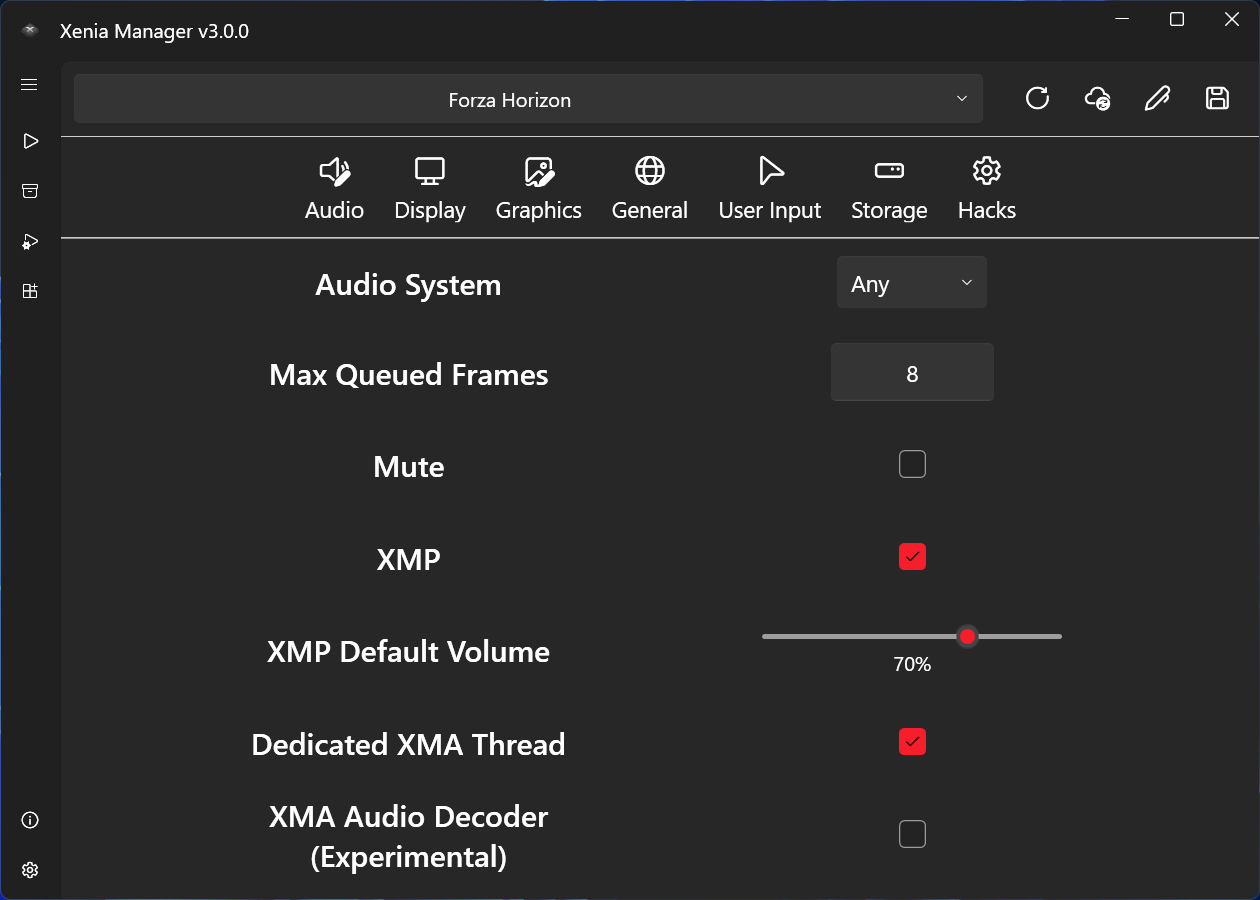 Xenia Manager v3.0.0
Forza Horizon
Audio
Display
Graphics
General
User Input
Storage
Hacks
Audio System
Any
Max Queued Frames
8
Mute
XMP
XMP Default Volume
70%
Dedicated XMA Thread
XMA Audio Decoder
(Experimental)